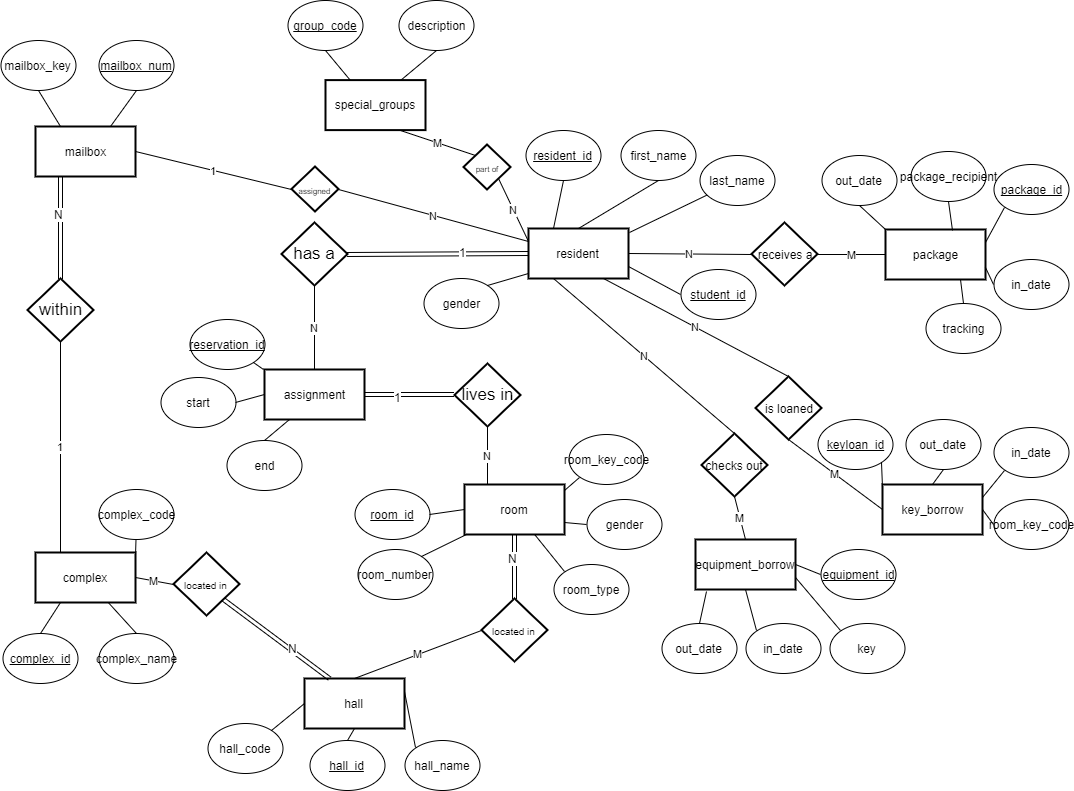 group_code
description
mailbox_key
mailbox_num
special_groups
M
mailbox
1
assigned
part of
N
N
resident_id
first_name
last_name
out_date
package_recipient
package_id
has a
1
resident
N
receives a
M
package
gender
student_id
in_date
tracking
N
within
N
reservation_id
start
assignment
1
lives in
end
N
N
N
is loaned
checks out
M
M
keyloan_id
out_date
in_date
key_borrow
room_key_code
1
complex_code
room_key_code
room_id
room
gender
room_number
N
room_type
equipment_borrow
equipment_id
out_date
in_date
key
complex
M
located in
complex_id
complex_name
N
located in
M
hall
hall_code
hall_id
hall_name